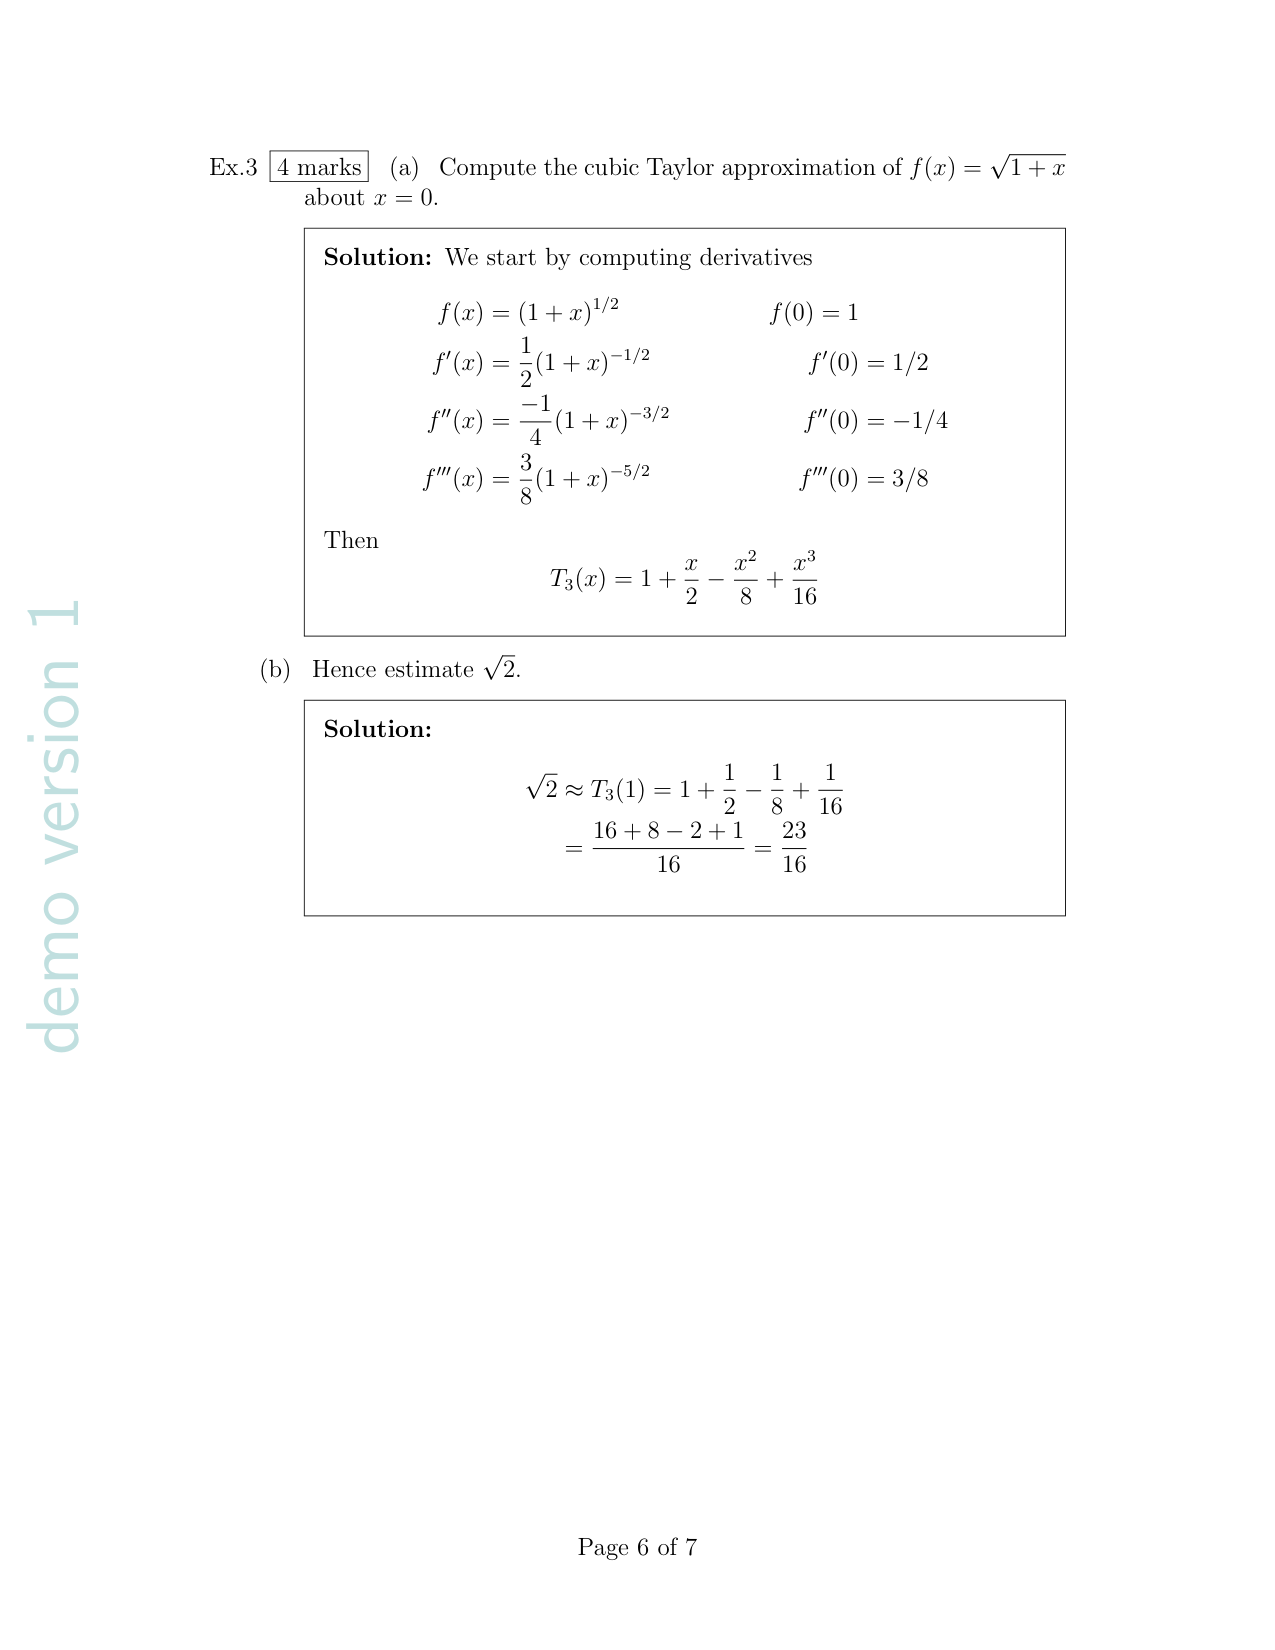 Ex.3 4 marks (a) Compute the cubic Taylor approximation of f(x) = √(1 + x)
about x = 0.
Solution: We start by computing derivatives
f(x) = (1 + x)^{1/2} f(0) = 1
f′(x) = \frac{1}{2}(1 + x)^{−1/2} f′(0) = 1/2
f′′(x) = \frac{−1}{4}(1 + x)^{−3/2} f′′(0) = −1/4
f′′′(x) = \frac{3}{8}(1 + x)^{−5/2} f′′′(0) = 3/8
Then
T_3(x) = 1 + \frac{x}{2} − \frac{x^2}{8} + \frac{x^3}{16}
(b) Hence estimate √2.
Solution:
√2 ≈ T_3(1) = 1 + \frac{1}{2} − \frac{1}{8} + \frac{1}{16}
= \frac{16 + 8 − 2 + 1}{16} = \frac{23}{16}
demo version 1
Page 6 of 7